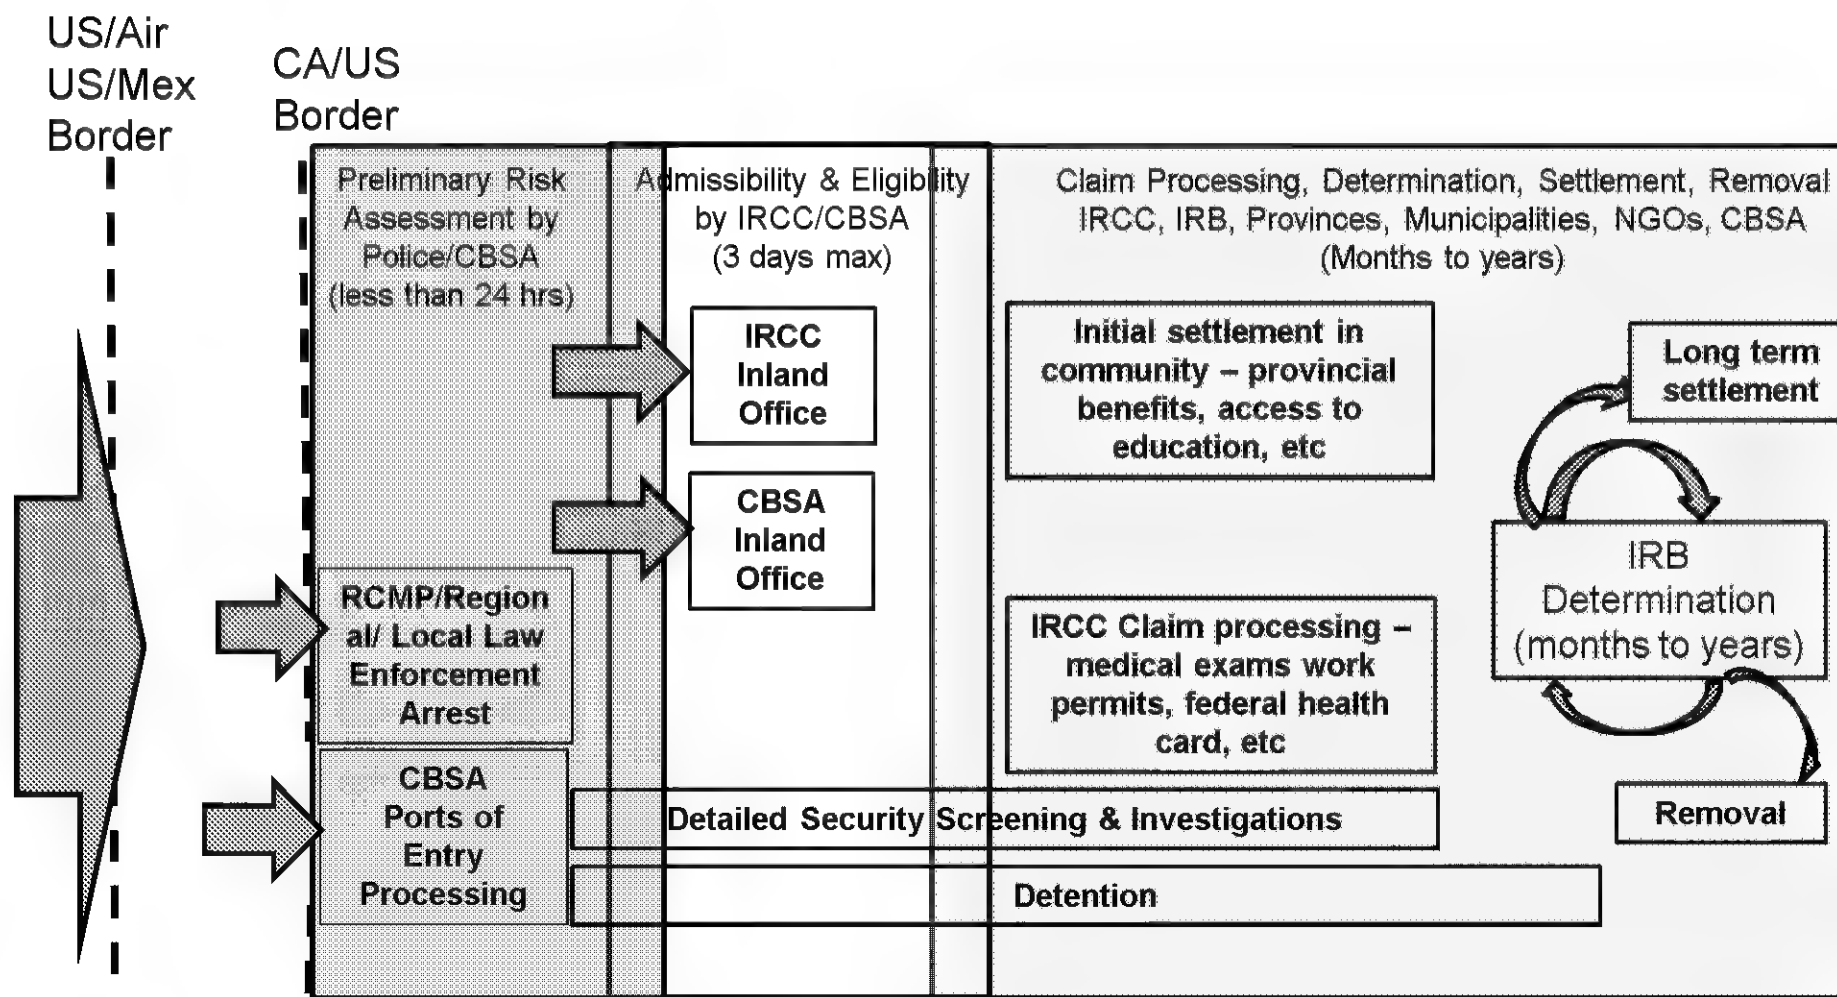 US/Air
US/Mex
Border
CA/US
Border
Preliminary Risk
Assessment by
Police/CBSA
(less than 24 hrs)
Admissibility & Eligibility
by IRCC/CBSA
(3 days max)
Claim Processing, Determination, Settlement, Removal
IRCC, IRB, Provinces, Municipalities, NGOs, CBSA
(Months to years)
IRCC
Inland
Office
CBSA
Inland
Office
RCMP/Region
al/ Local Law
Enforcement
Arrest
CBSA
Ports of
Entry
Processing
Initial settlement in
community – provincial
benefits, access to
education, etc
IRCC Claim processing –
medical exams work
permits, federal health
card, etc
Long term
settlement
IRB
Determination
(months to years)
Removal
Detailed Security Screening & Investigations
Detention